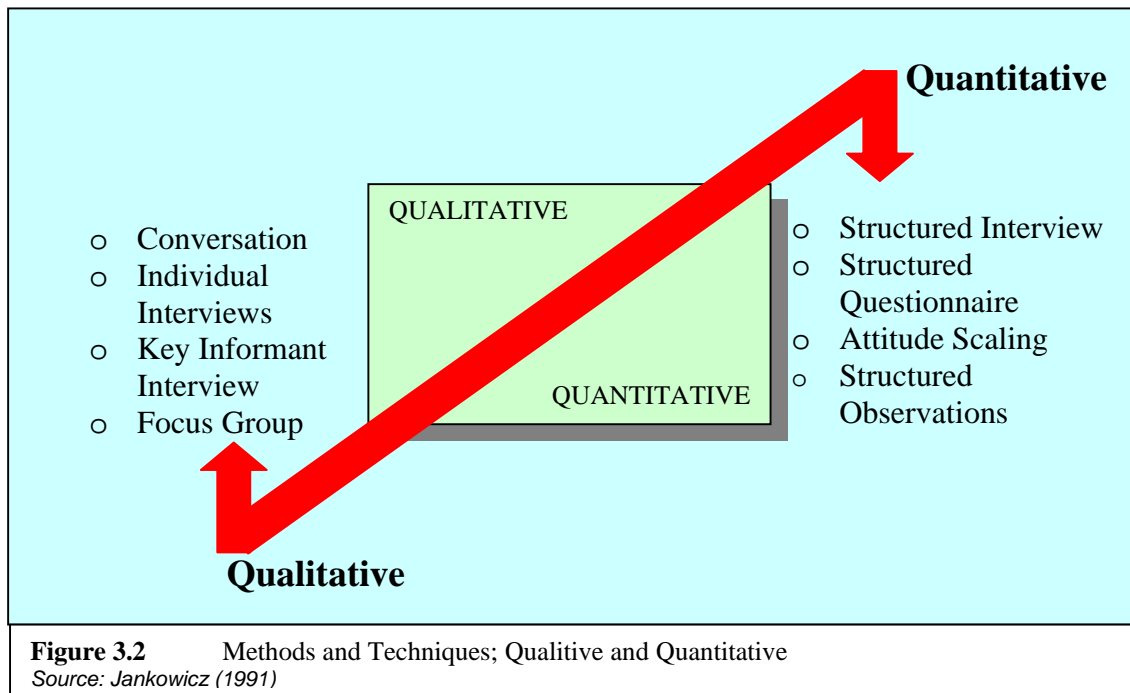 Quantitative
QUALITATIVE
o Conversation
o Individual
Interviews
o Key Informant
Interview
o Focus Group
o Structured Interview
o Structured
Questionnaire
o Attitude Scaling
o Structured
Observations
QUANTITATIVE
Qualitative
Figure 3.2 Methods and Techniques; Qualitive and Quantitative
Source: Jankowicz (1991)